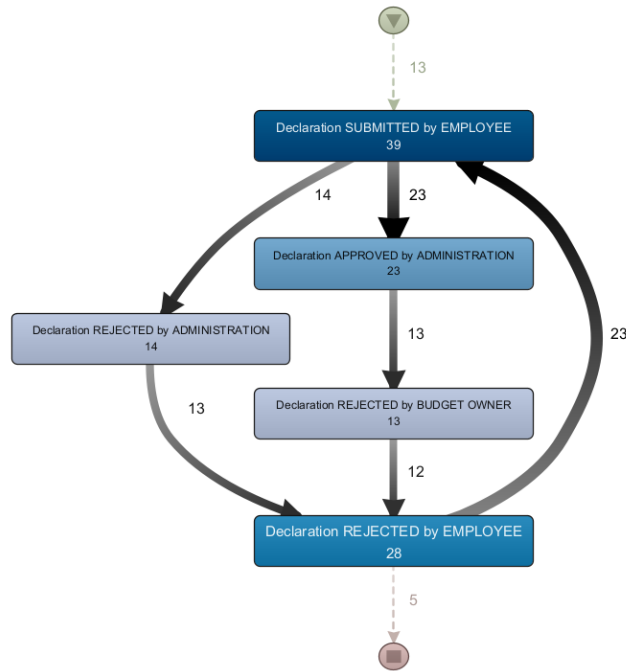 13
Declaration SUBMITTED by EMPLOYEE
39
14
23
Declaration APPROVED by ADMINISTRATION
23
Declaration REJECTED by ADMINISTRATION
14
13
23
Declaration REJECTED by BUDGET OWNER
13
13
12
Declaration REJECTED by EMPLOYEE
28
5